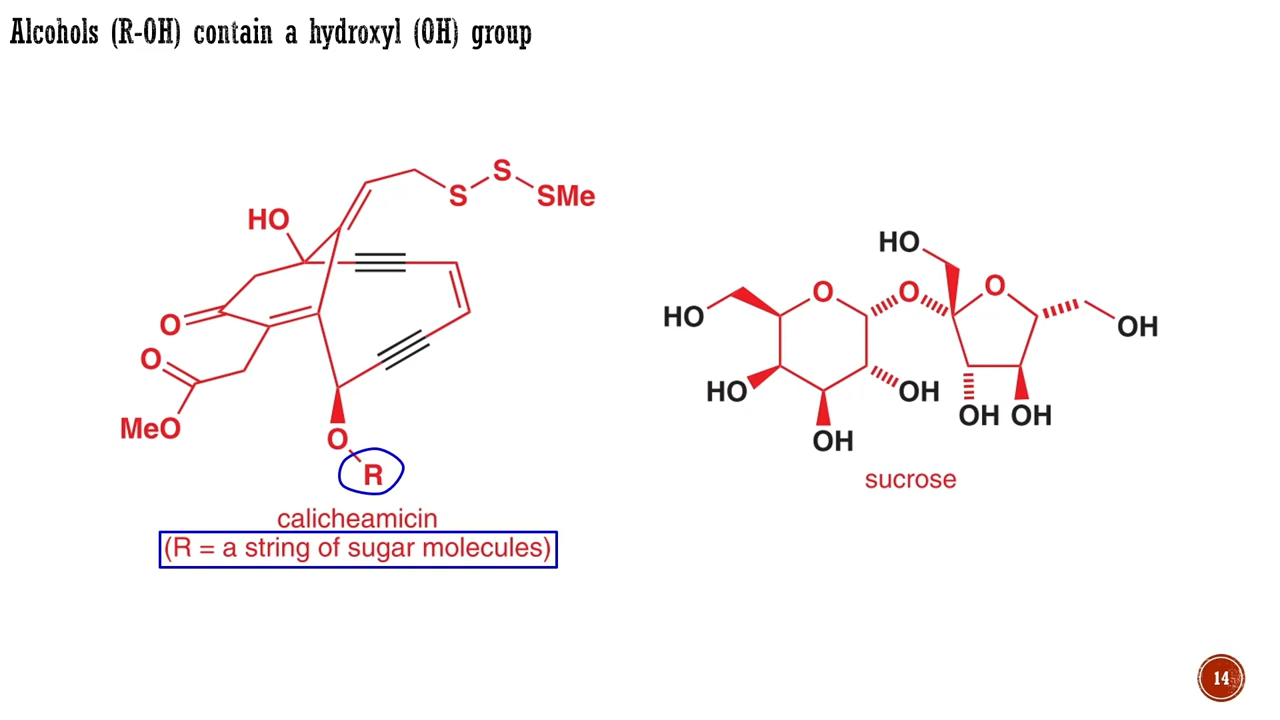 Alcohols (R-OH) contain a hydroxyl (OH) group
S
S
SMe
HO
O
O
MeO
O
R
calicheamicin
(R = a string of sugar molecules)
HO
HO
O
O
O
OH
HO
OH
OH
OH
OH
sucrose
14